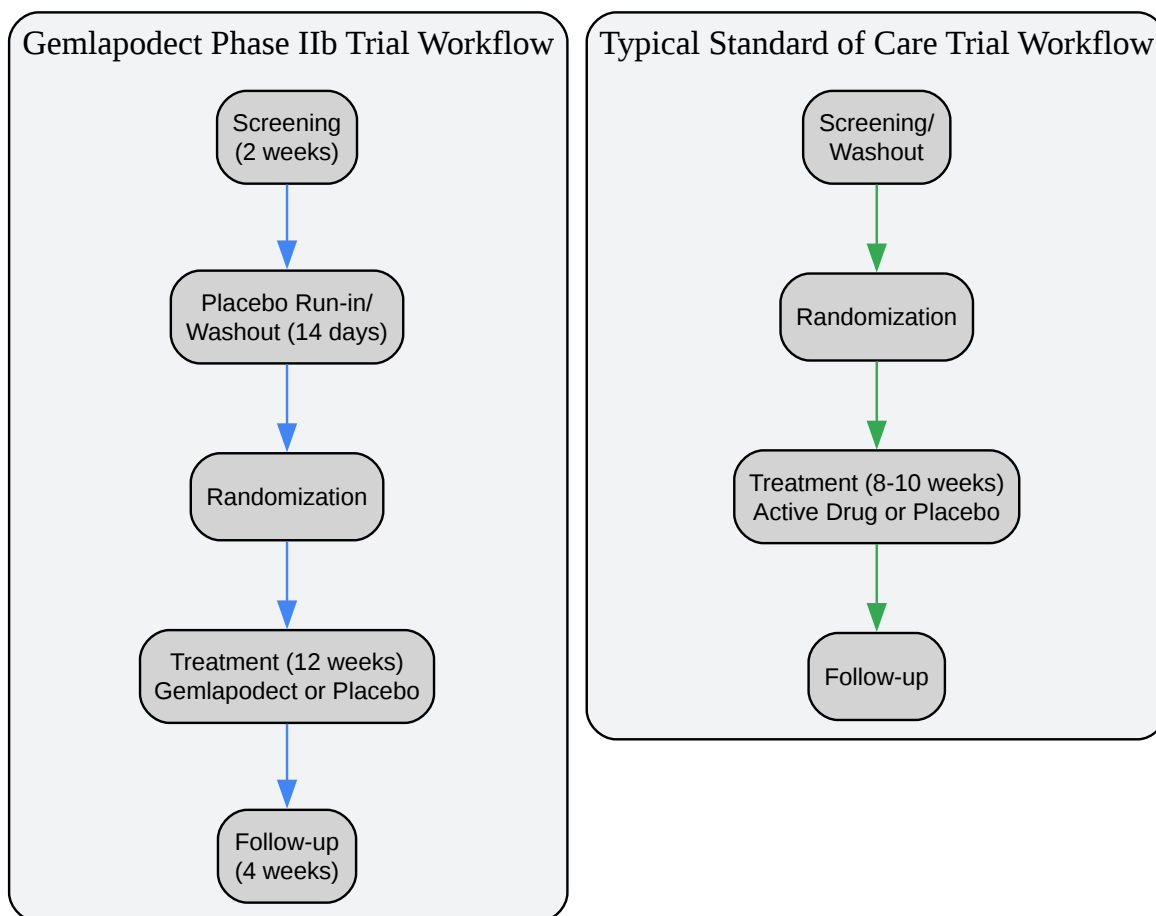 Gemlapodect Phase IIb Trial Workflow
Screening
(2 weeks)
Placebo Run-in/
Washout (14 days)
Randomization
Treatment (12 weeks)
Gemlapodect or Placebo
Follow-up
(4 weeks)
Typical Standard of Care Trial Workflow
Screening/
Washout
Randomization
Treatment (8-10 weeks)
Active Drug or Placebo
Follow-up